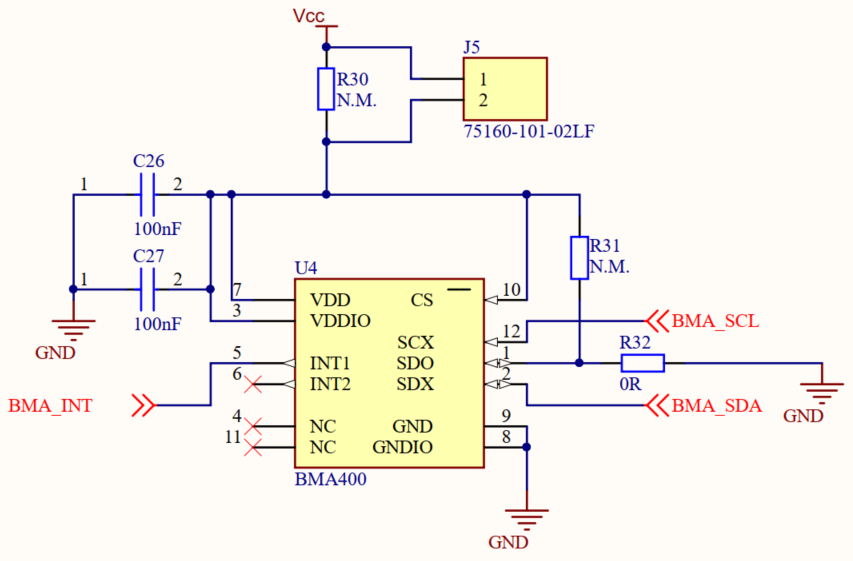 Vcc
J5
R30
N.M.
1
2
75160-101-02LF
C26
1
2
100nF
C27
1
2
100nF
GND
R31
N.M.
U4
7
VDD
CS
10
3
VDDIO
SCX
12
BMA_SCL
5
INT1
SDO
1
R32
0R
6
INT2
SDX
2
BMA_INT
BMA_SDA
GND
4
NC
GND
9
11
NC
GNDIO
8
BMA400
GND